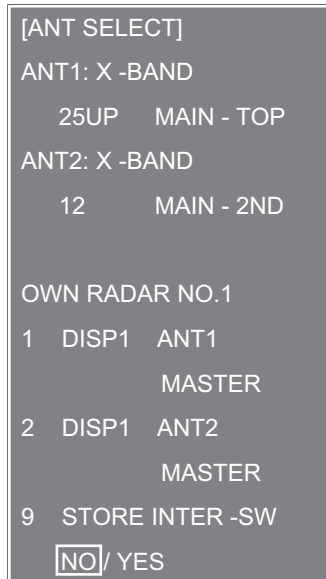 [ANT SELECT]
ANT1: X -BAND
25UP MAIN - TOP
ANT2: X -BAND
12 MAIN - 2ND
OWN RADAR NO.1
1 DISP1 ANT1
MASTER
2 DISP1 ANT2
MASTER
9 STORE INTER -SW
NO / YES